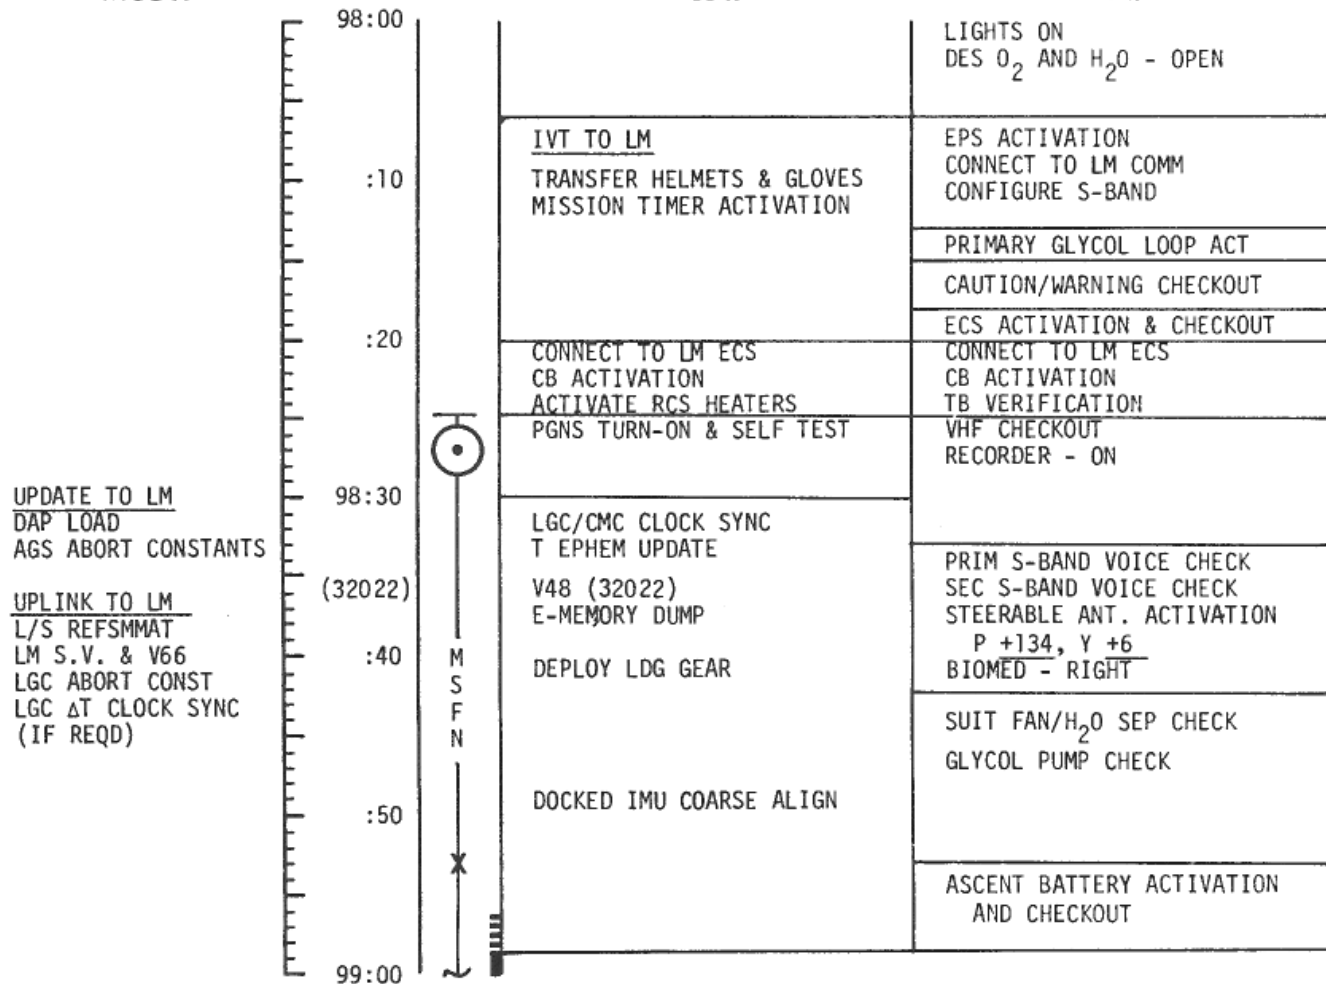 98:00
:10
:20
98:30
(32022)
:40
:50
99:00
UPDATE TO LM
DAP LOAD
AGS ABORT CONSTANTS
UPLINK TO LM
L/S REFSMMAT
LM S.V. & V66
LGC ABORT CONST
LGC ΔT CLOCK SYNC
(IF REQD)
M
S
F
N
X
IVT TO LM
TRANSFER HELMETS & GLOVES
MISSION TIMER ACTIVATION
CONNECT TO LM ECS
CB ACTIVATION
ACTIVATE RCS HEATERS
PGNS TURN-ON & SELF TEST
LGC/CMC CLOCK SYNC
T EPHEM UPDATE
V48 (32022)
E-MEMORY DUMP
DEPLOY LDG GEAR
DOCKED IMU COARSE ALIGN
LIGHTS ON
DES O₂ AND H₂O - OPEN
EPS ACTIVATION
CONNECT TO LM COMM
CONFIGURE S-BAND
PRIMARY GLYCOL LOOP ACT
CAUTION/WARNING CHECKOUT
ECS ACTIVATION & CHECKOUT
CONNECT TO LM ECS
CB ACTIVATION
TB VERIFICATION
VHF CHECKOUT
RECORDER - ON
PRIM S-BAND VOICE CHECK
SEC S-BAND VOICE CHECK
STEERABLE ANT. ACTIVATION
P +134, Y +6
BIOMED - RIGHT
SUIT FAN/H₂O SEP CHECK
GLYCOL PUMP CHECK
ASCENT BATTERY ACTIVATION
AND CHECKOUT